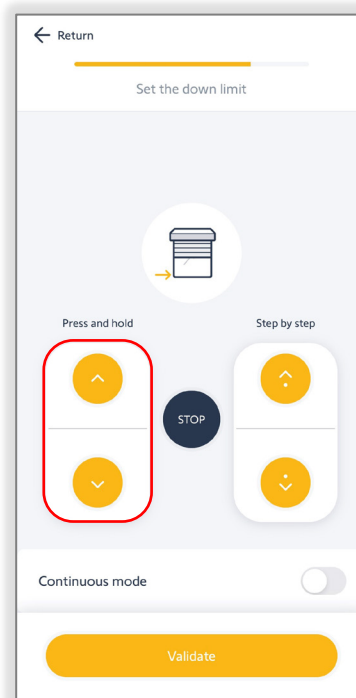 Return
Set the down limit
Press and hold
Step by step
STOP
Continuous mode
Validate